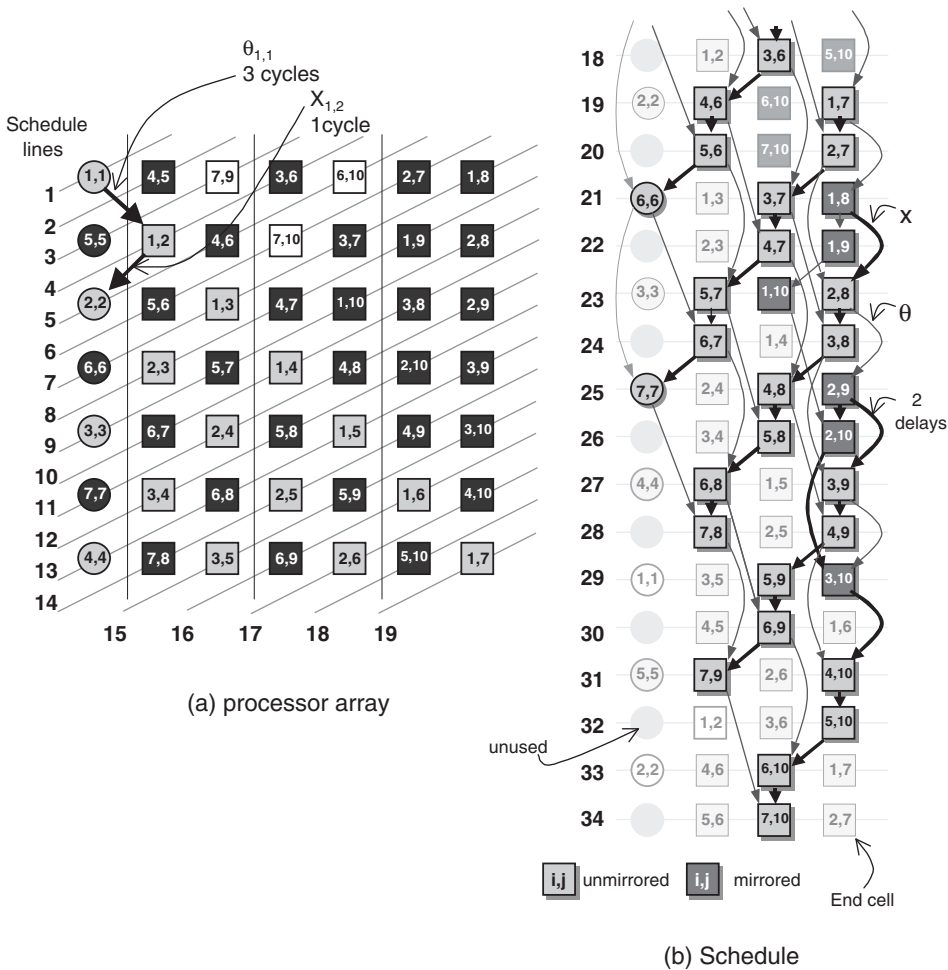 θ1,1
3 cycles
X1,2
1cycle
Schedule
lines
1,1 4,5 7,9 3,6 6,10 2,7 1,8
1
2
5,5 1,2 4,6 7,10 3,7 1,9 2,8
3
4
2,2 5,6 1,3 4,7 1,10 3,8 2,9
5
6
6,6 2,3 5,7 1,4 4,8 2,10 3,9
7
8
3,3 6,7 2,4 5,8 1,5 4,9 3,10
9
10
7,7 3,4 6,8 2,5 5,9 1,6 4,10
11
12
4,4 7,8 3,5 6,9 2,6 5,10 1,7
13
14
15 16 17 18 19
(a) processor array
18 1,2 3,6 5,10
19 2,2 4,6 6,10 1,7
20 5,6 7,10 2,7
21 6,6 1,3 3,7 1,8
X
22 2,3 4,7 1,9
23 3,3 5,7 1,10 2,8
θ
24 6,7 1,4 3,8
25 7,7 2,4 4,8 2,9
2
delays
26 3,4 5,8 2,10
27 4,4 6,8 1,5 3,9
28 7,8 2,5 4,9
29 1,1 3,5 5,9 3,10
30 4,5 6,9 1,6
31 5,5 7,9 2,6 4,10
32 1,2 3,6 5,10
unused
33 2,2 4,6 6,10 1,7
34 5,6 7,10 2,7
i,j unmirrored i,j mirrored
End cell
(b) Schedule